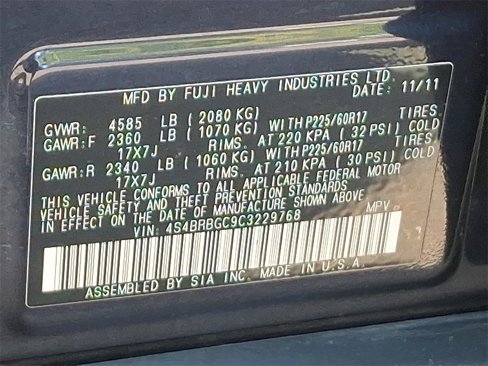 MFD BY FUJI HEAVY INDUSTRIES LTD.
DATE: 11/11
GVWR: 4585 LB ( 2080 KG)
GAWR:F 2360 LB ( 1070 KG) WITH P225/60R17 TIRES
17X7J RIMS. AT 220 KPA ( 32 PSI) COLD
GAWR:R 2340 LB ( 1060 KG) WITH P225/60R17 TIRES
17X7J RIMS. AT 210 KPA ( 30 PSI) COLD
THIS VEHICLE CONFORMS TO ALL APPLICABLE FEDERAL MOTOR
VEHICLE SAFETY AND THEFT PREVENTION STANDARDS
IN EFFECT ON THE DATE OF MANUFACTURE SHOWN ABOVE
VIN: 4S4BRBGC9C3229768 MPV
ASSEMBLED BY SIA INC. MADE IN U.S.A.